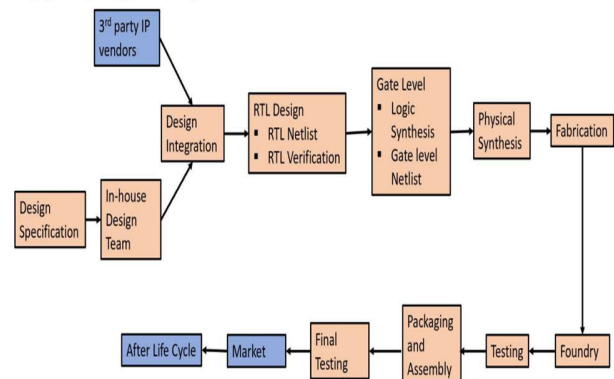 3rd party IP
vendors
Design
Integration
RTL Design
▪ RTL Netlist
▪ RTL Verification
Gate Level
▪ Logic
Synthesis
▪ Gate level
Netlist
Physical
Synthesis
Fabrication
Design
Specification
In-house
Design
Team
Foundry
Testing
Packaging
and
Assembly
Final
Testing
Market
After Life Cycle